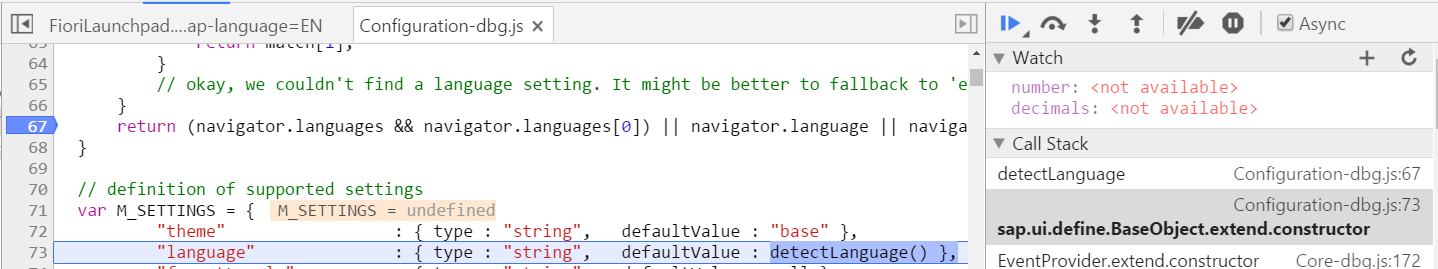 FioriLaunchpad....ap-language=EN
Configuration-dbg.js ×
Async
return match[1];
64 }
65 // okay, we couldn't find a language setting. It might be better to fallback to 'e
66 }
67 return (navigator.languages && navigator.languages[0]) || navigator.language || naviga
68 }
69
70 // definition of supported settings
71 var M_SETTINGS = { M_SETTINGS = undefined
72 "theme" : { type : "string", defaultValue : "base" },
73 "language" : { type : "string", defaultValue : detectLanguage() },
Watch
number: <not available>
decimals: <not available>
Call Stack
detectLanguage Configuration-dbg.js:67
Configuration-dbg.js:73
sap.ui.define.BaseObject.extend.constructor
EventProvider.extend.constructor Core-dbg.js:172